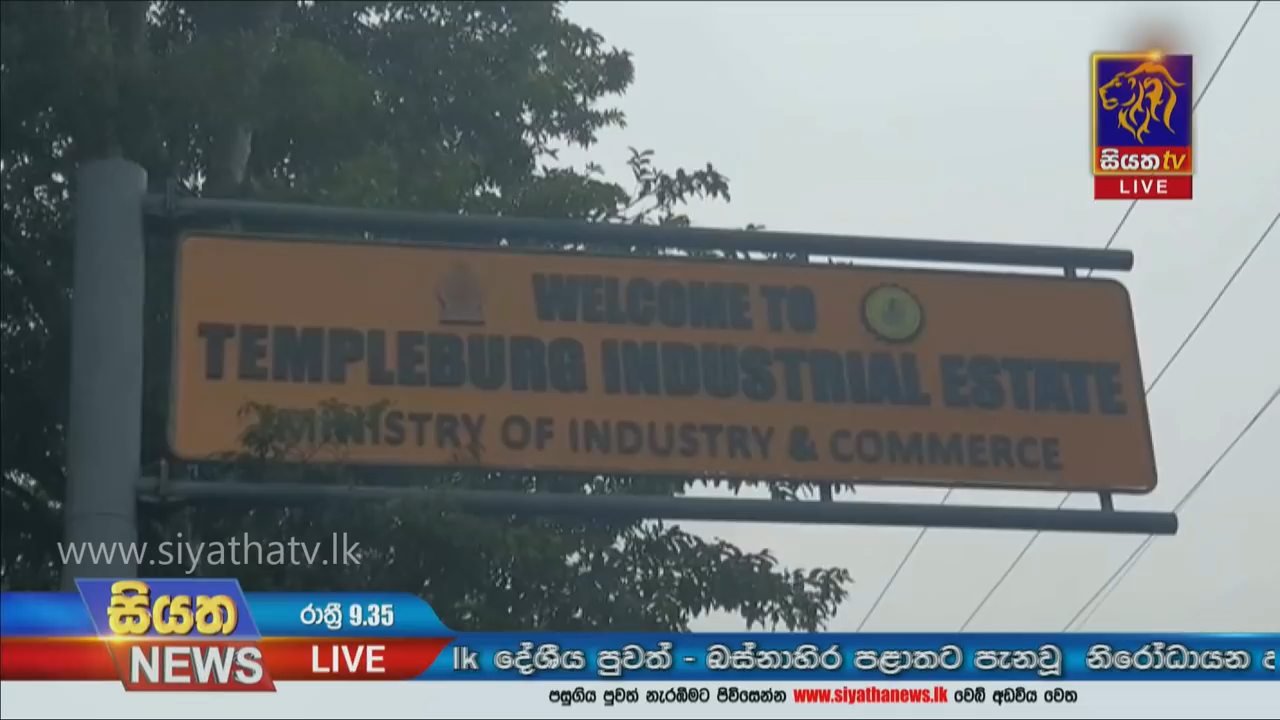 සියත tv
LIVE
WELCOME TO
TEMPLEBURG INDUSTRIAL ESTATE
MINISTRY OF INDUSTRY & COMMERCE
www.siyathatv.lk
සියත
NEWS
රාත්‍රී 9.35
LIVE
lk දේශීය පුවත් - බස්නාහිර පළාතට පැනවූ නිරෝධායන
පසුගිය පුවත් නැරඹීමට පිවිසෙන්න www.siyathanews.lk වෙබ් අඩවිය වෙත